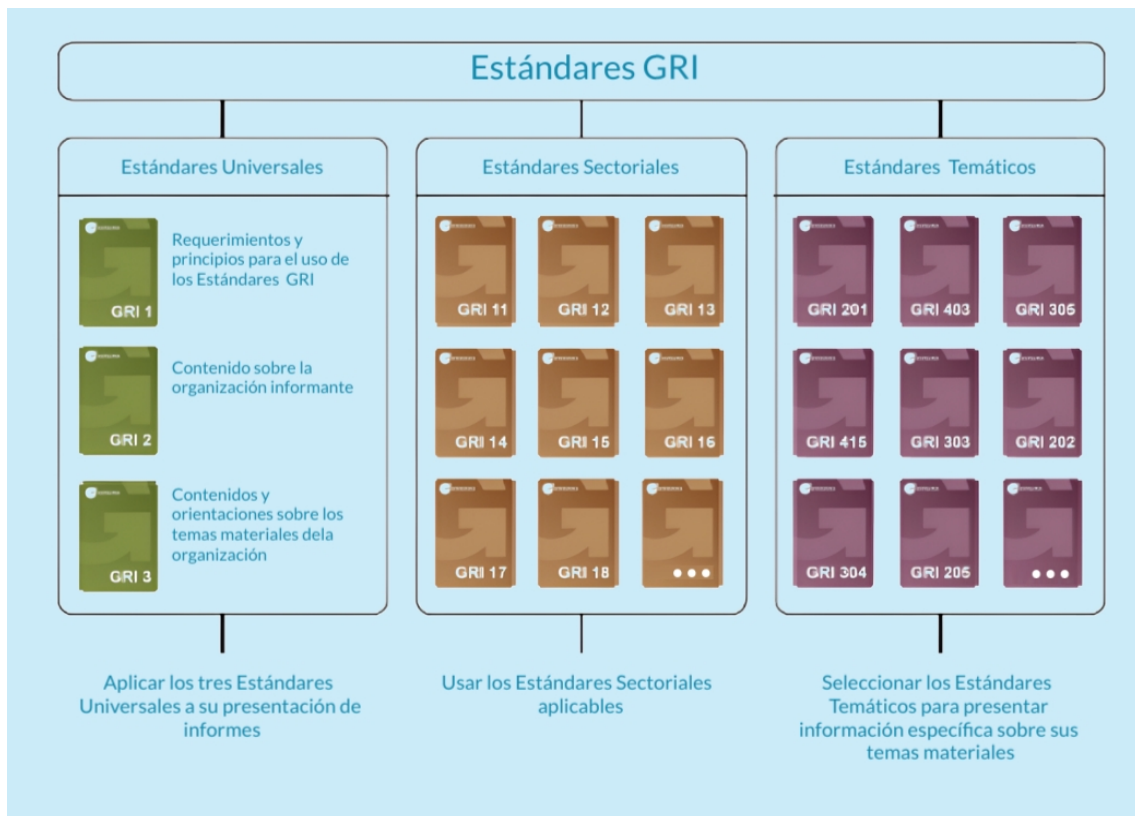 Estándares GRI
Estándares Universales
GRI 1
Requerimientos y
principios para el uso de
los Estándares GRI
GRI 2
Contenido sobre la
organización informante
GRI 3
Contenidos y
orientaciones sobre los
temas materiales dela
organización
Aplicar los tres Estándares
Universales a su presentación de
informes
Estándares Sectoriales
GRI 11
GRI 12
GRI 13
GRI 14
GRI 15
GRI 16
GRI 17
GRI 18
Usar los Estándares Sectoriales
aplicables
Estándares Temáticos
GRI 201
GRI 403
GRI 305
GRI 415
GRI 303
GRI 202
GRI 304
GRI 205
Seleccionar los Estándares
Temáticos para presentar
información específica sobre sus
temas materiales